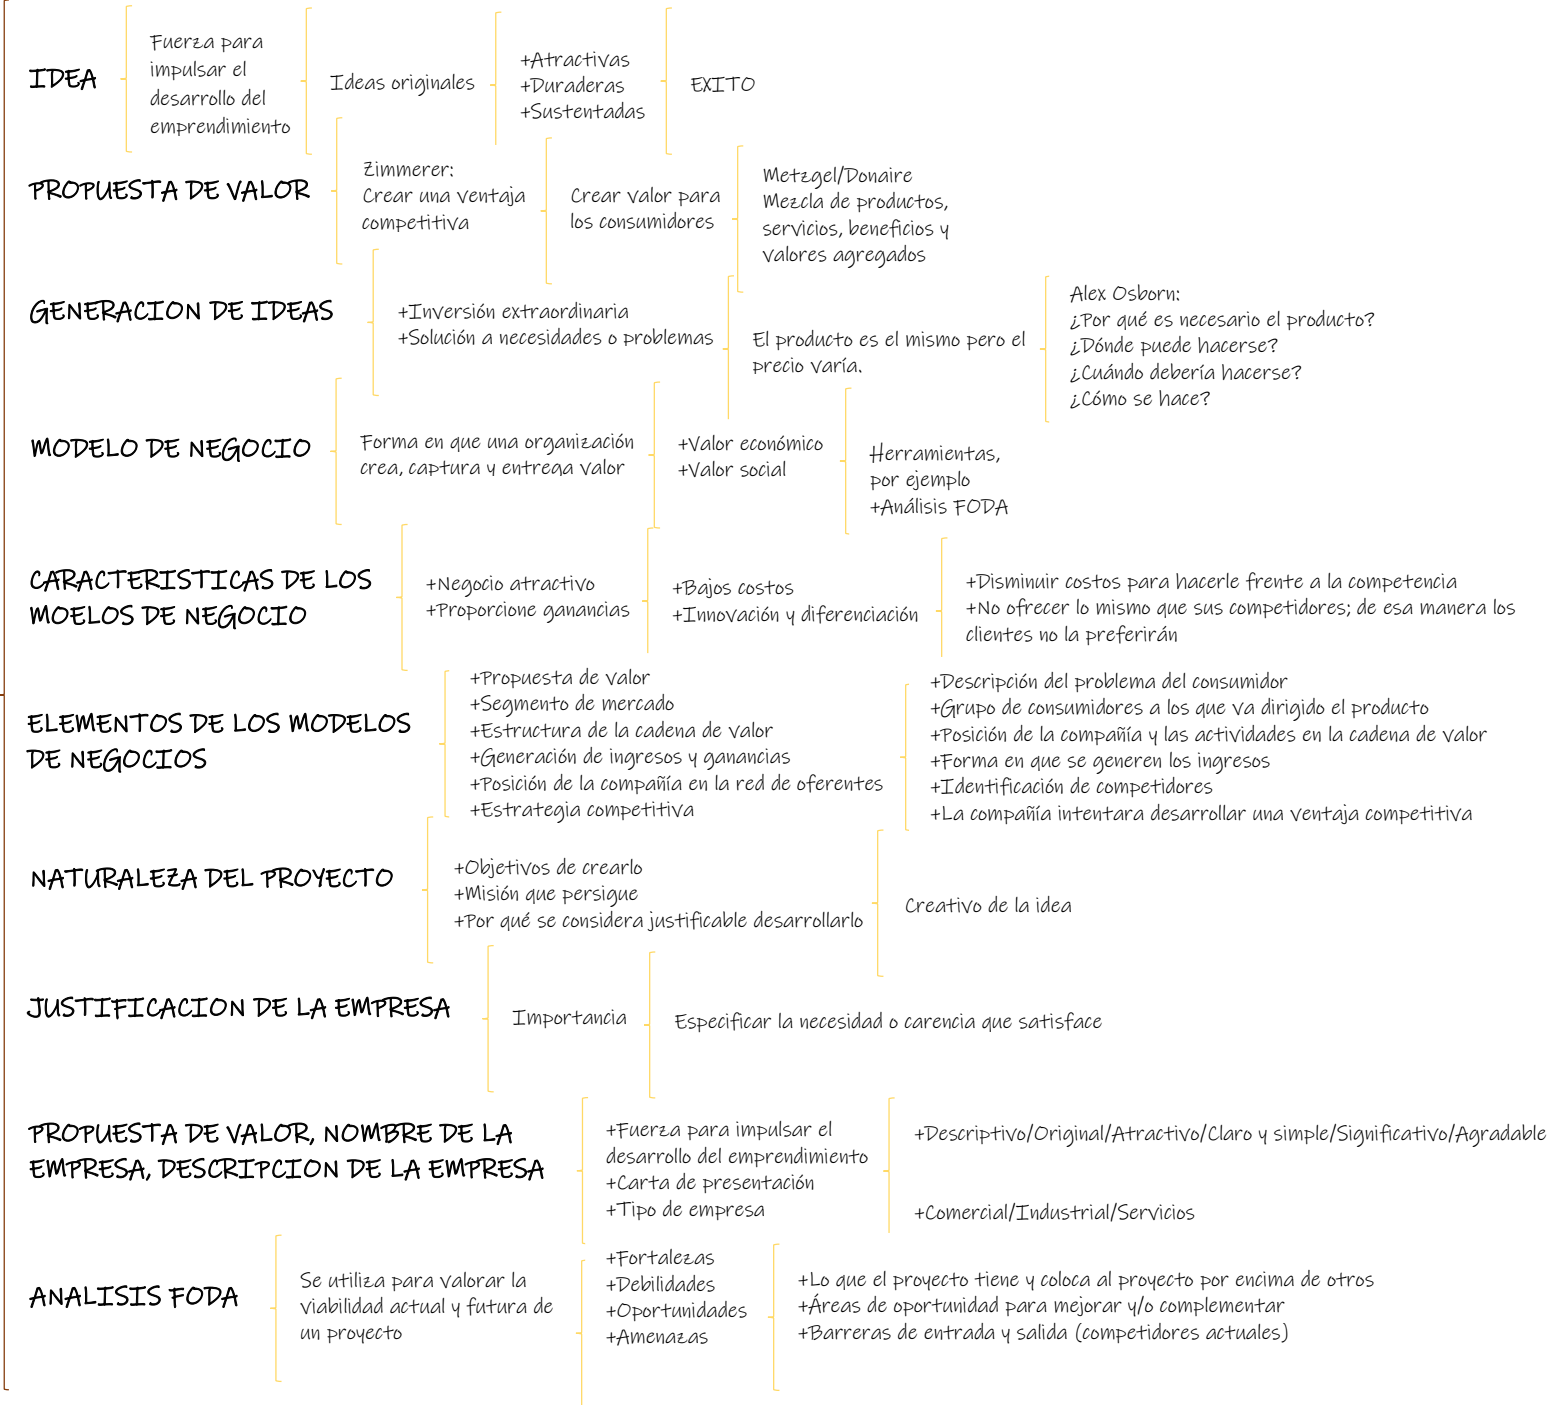 IDEA
Fuerza para
impulsar el
desarrollo del
emprendimiento
Ideas originales
+Atractivas
+Duraderas
+Sustentadas
EXITO
PROPUESTA DE VALOR
Zimmerer:
Crear una ventaja
competitiva
Crear valor para
los consumidores
Metzgel/Donaire
Mezcla de productos,
servicios, beneficios y
valores agregados
GENERACION DE IDEAS
+Inversión extraordinaria
+Solución a necesidades o problemas
El producto es el mismo pero el
precio varía.
Alex Osborn:
¿Por qué es necesario el producto?
¿Dónde puede hacerse?
¿Cuándo debería hacerse?
¿Cómo se hace?
MODELO DE NEGOCIO
Forma en que una organización
crea, captura y entrega valor
+Valor económico
+Valor social
Herramientas,
por ejemplo
+Análisis FODA
CARACTERISTICAS DE LOS
MOELOS DE NEGOCIO
+Negocio atractivo
+Proporcione ganancias
+Bajos costos
+Innovación y diferenciación
+Disminuir costos para hacerle frente a la competencia
+No ofrecer lo mismo que sus competidores; de esa manera los
clientes no la preferirán
ELEMENTOS DE LOS MODELOS
DE NEGOCIOS
+Propuesta de valor
+Segmento de mercado
+Estructura de la cadena de valor
+Generación de ingresos y ganancias
+Posición de la compañía en la red de oferentes
+Estrategia competitiva
+Descripción del problema del consumidor
+Grupo de consumidores a los que va dirigido el producto
+Posición de la compañía y las actividades en la cadena de valor
+Forma en que se generen los ingresos
+Identificación de competidores
+La compañía intentara desarrollar una ventaja competitiva
NATURALEZA DEL PROYECTO
+Objetivos de crearlo
+Misión que persigue
+Por qué se considera justificable desarrollarlo
Creativo de la idea
JUSTIFICACION DE LA EMPRESA
Importancia
Especificar la necesidad o carencia que satisface
PROPUESTA DE VALOR, NOMBRE DE LA
EMPRESA, DESCRIPCION DE LA EMPRESA
+Fuerza para impulsar el
desarrollo del emprendimiento
+Carta de presentación
+Tipo de empresa
+Descriptivo/Original/Atractivo/Claro y simple/Significativo/Agradable
+Comercial/Industrial/Servicios
ANALISIS FODA
Se utiliza para valorar la
viabilidad actual y futura de
un proyecto
+Fortalezas
+Debilidades
+Oportunidades
+Amenazas
+Lo que el proyecto tiene y coloca al proyecto por encima de otros
+Áreas de oportunidad para mejorar y/o complementar
+Barreras de entrada y salida (competidores actuales)